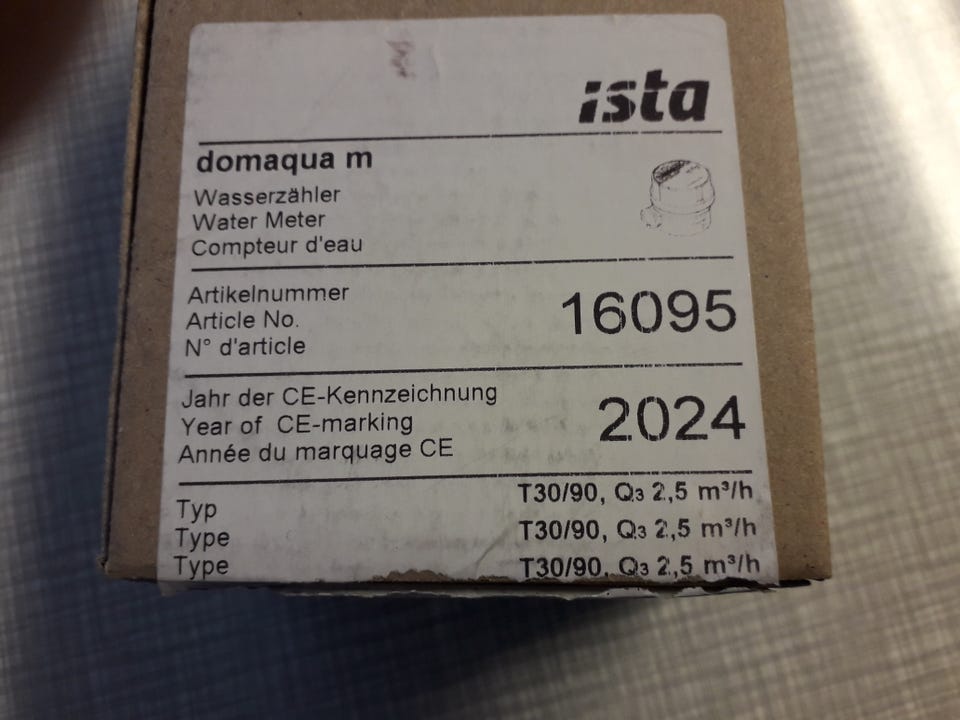 ista
domaqua m
Wasserzähler
Water Meter
Compteur d'eau
Artikelnummer
Article No.
N° d'article
16095
Jahr der CE-Kennzeichnung
Year of CE-marking
Année du marquage CE
2024
Typ T30/90, Q₃ 2,5 m³/h
Type T30/90, Q₃ 2,5 m³/h
Type T30/90, Q₃ 2,5 m³/h